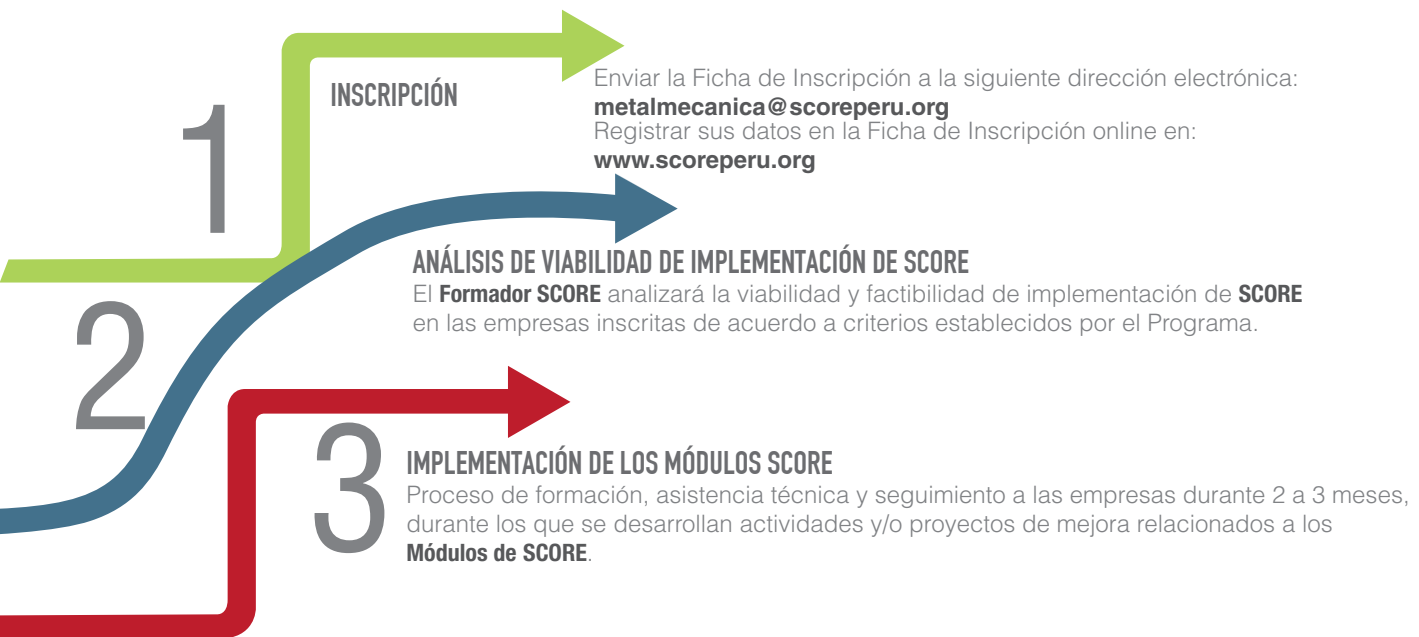 1
INSCRIPCIÓN
Enviar la Ficha de Inscripción a la siguiente dirección electrónica:
metalmecanica@scoreperu.org
Registrar sus datos en la Ficha de Inscripción online en:
www.scoreperu.org
2
ANÁLISIS DE VIABILIDAD DE IMPLEMENTACIÓN DE SCORE
El Formador SCORE analizará la viabilidad y factibilidad de implementación de SCORE
en las empresas inscritas de acuerdo a criterios establecidos por el Programa.
3
IMPLEMENTACIÓN DE LOS MÓDULOS SCORE
Proceso de formación, asistencia técnica y seguimiento a las empresas durante 2 a 3 meses,
durante los que se desarrollan actividades y/o proyectos de mejora relacionados a los
Módulos de SCORE.